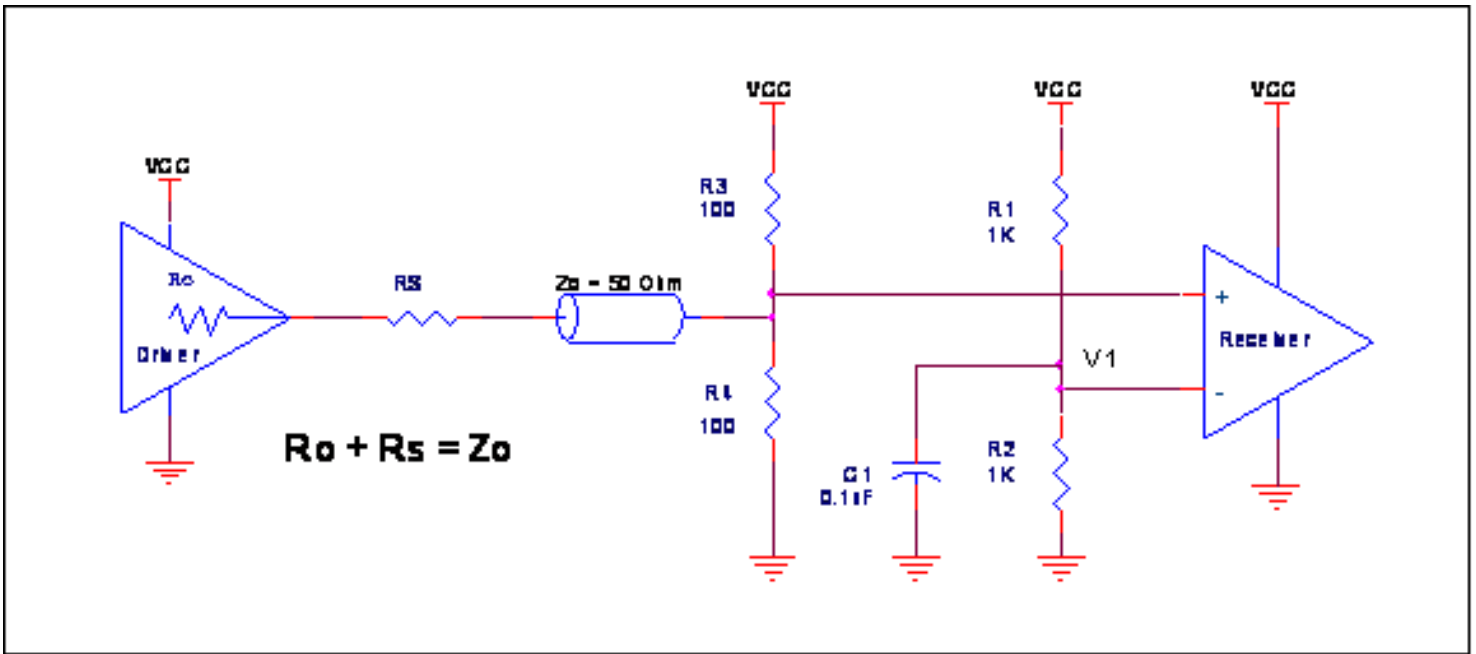 VCC
VCC
VCC
VCC
R3
100
R1
1K
Ro
RS
Zo = 50 Ohm
+
Driver
Receiver
V1
-
R4
100
Ro + Rs = Zo
R2
1K
C1
0.1uF